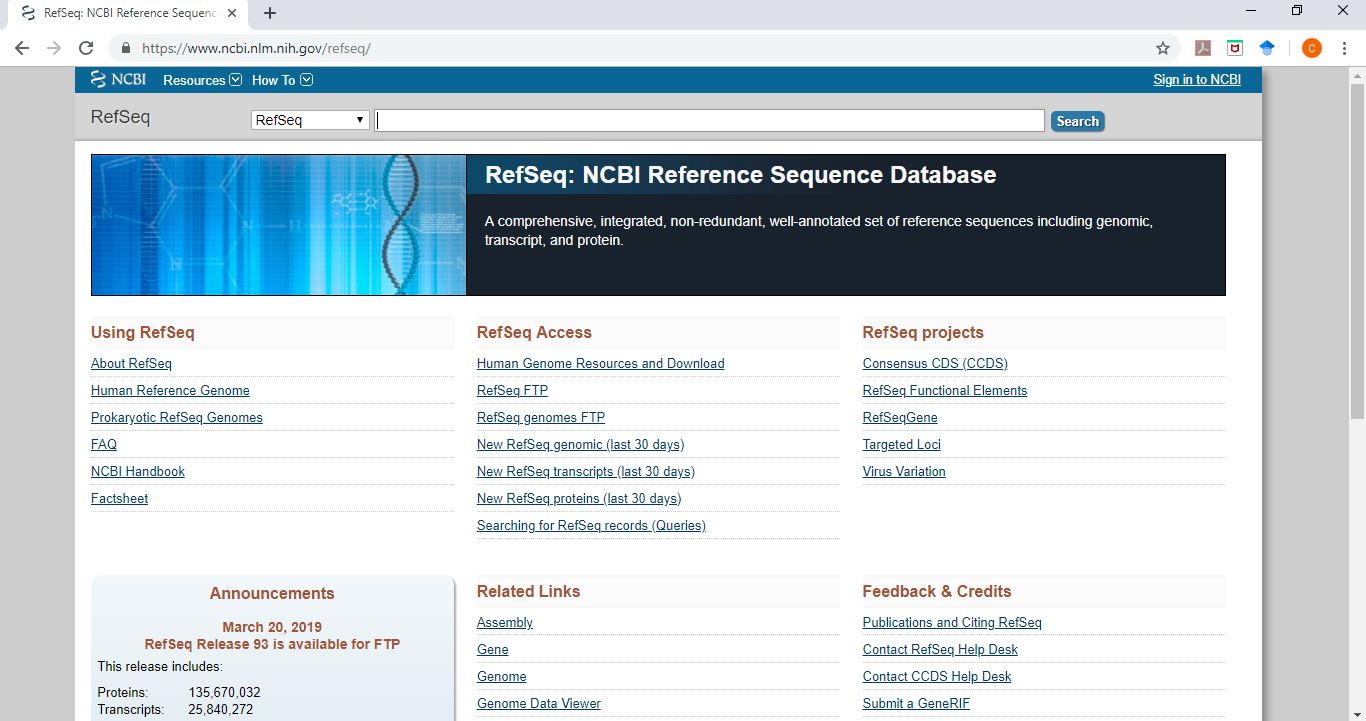 RefSeq: NCBI Reference Sequenc
https://www.ncbi.nlm.nih.gov/refseq/
C
NCBI Resources How To Sign in to NCBI
RefSeq RefSeq Search
RefSeq: NCBI Reference Sequence Database
A comprehensive, integrated, non-redundant, well-annotated set of reference sequences including genomic,
transcript, and protein.
Using RefSeq
About RefSeq
Human Reference Genome
Prokaryotic RefSeq Genomes
FAQ
NCBI Handbook
Factsheet
RefSeq Access
Human Genome Resources and Download
RefSeq FTP
RefSeq genomes FTP
New RefSeq genomic (last 30 days)
New RefSeq transcripts (last 30 days)
New RefSeq proteins (last 30 days)
Searching for RefSeq records (Queries)
RefSeq projects
Consensus CDS (CCDS)
RefSeq Functional Elements
RefSeqGene
Targeted Loci
Virus Variation
Announcements
March 20, 2019
RefSeq Release 93 is available for FTP
This release includes:
Proteins: 135,670,032
Transcripts: 25,840,272
Related Links
Assembly
Gene
Genome
Genome Data Viewer
Feedback & Credits
Publications and Citing RefSeq
Contact RefSeq Help Desk
Contact CCDS Help Desk
Submit a GeneRIF